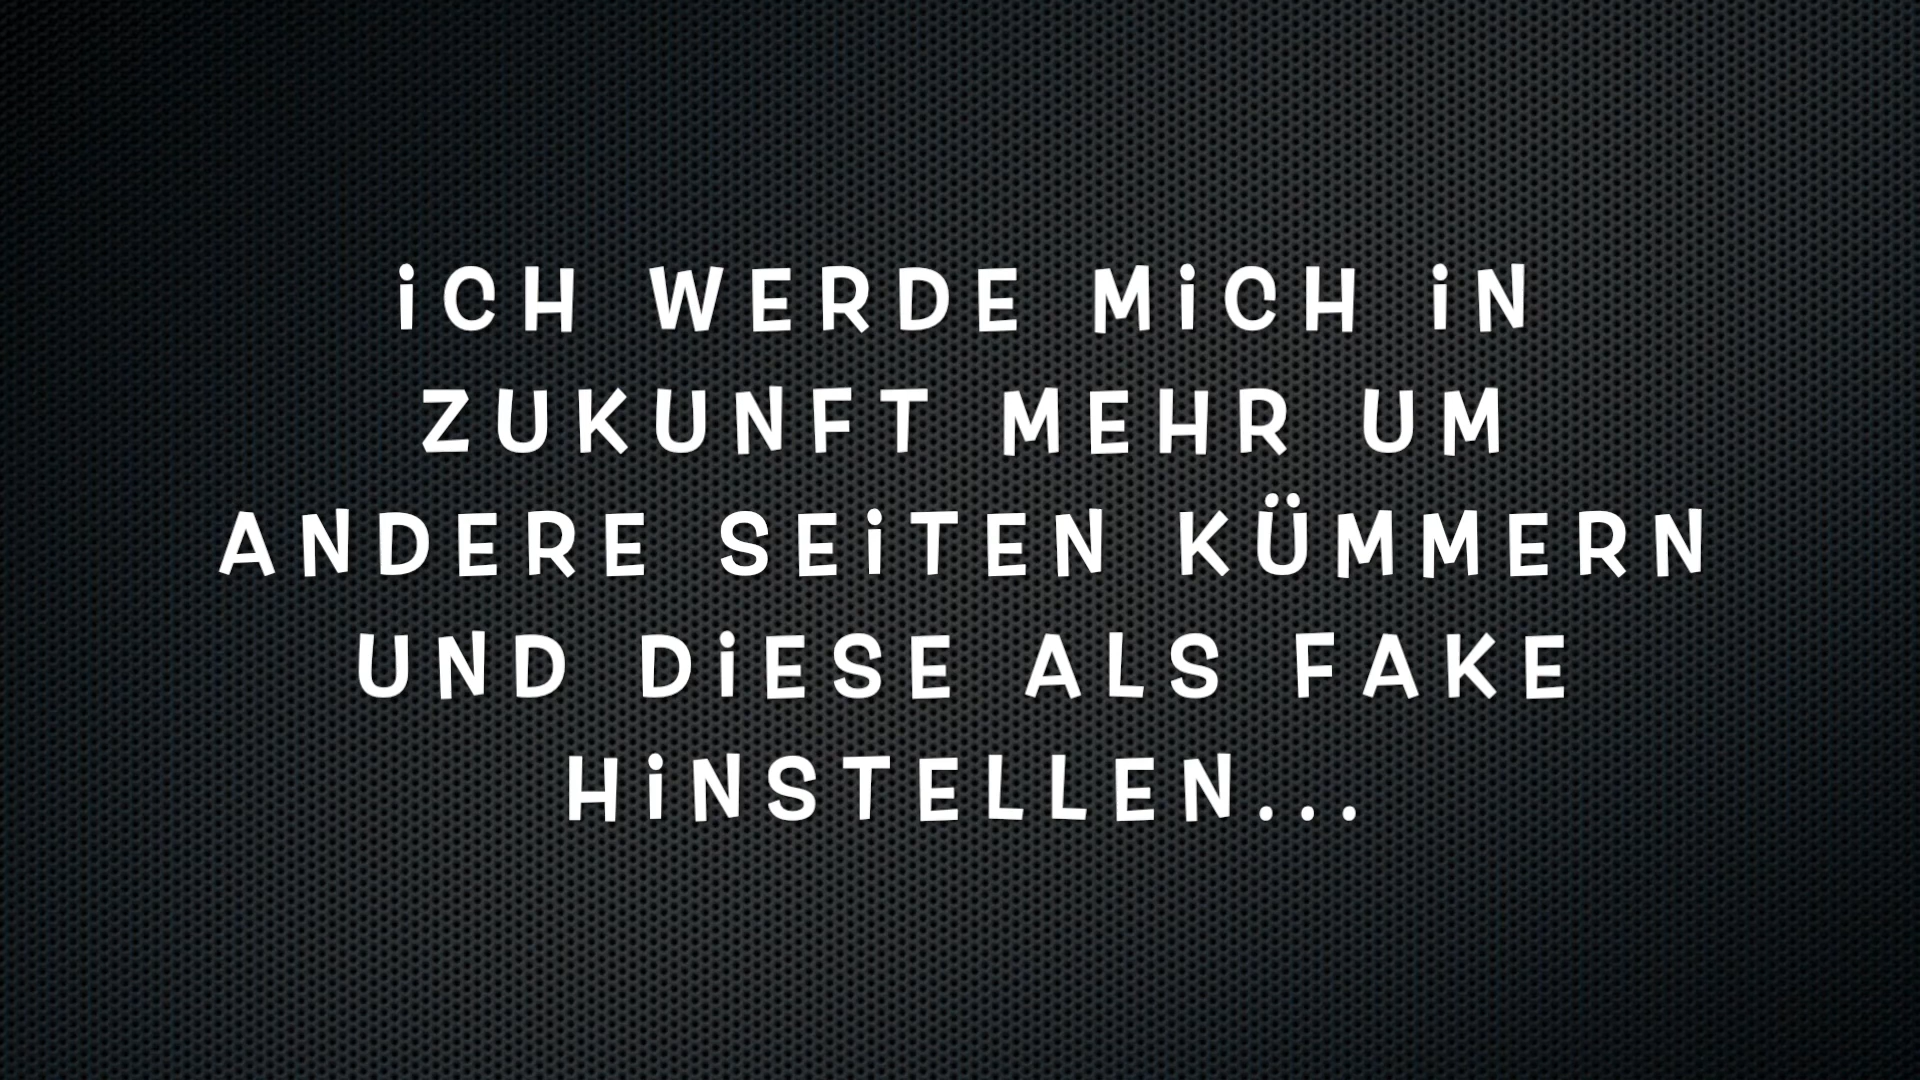 iCH WERDE MiCH iN
ZUKUNFT MEHR UM
ANDERE SEiTEN KÜMMERN
UND DiESE ALS FAKE
HiNSTELLEN...